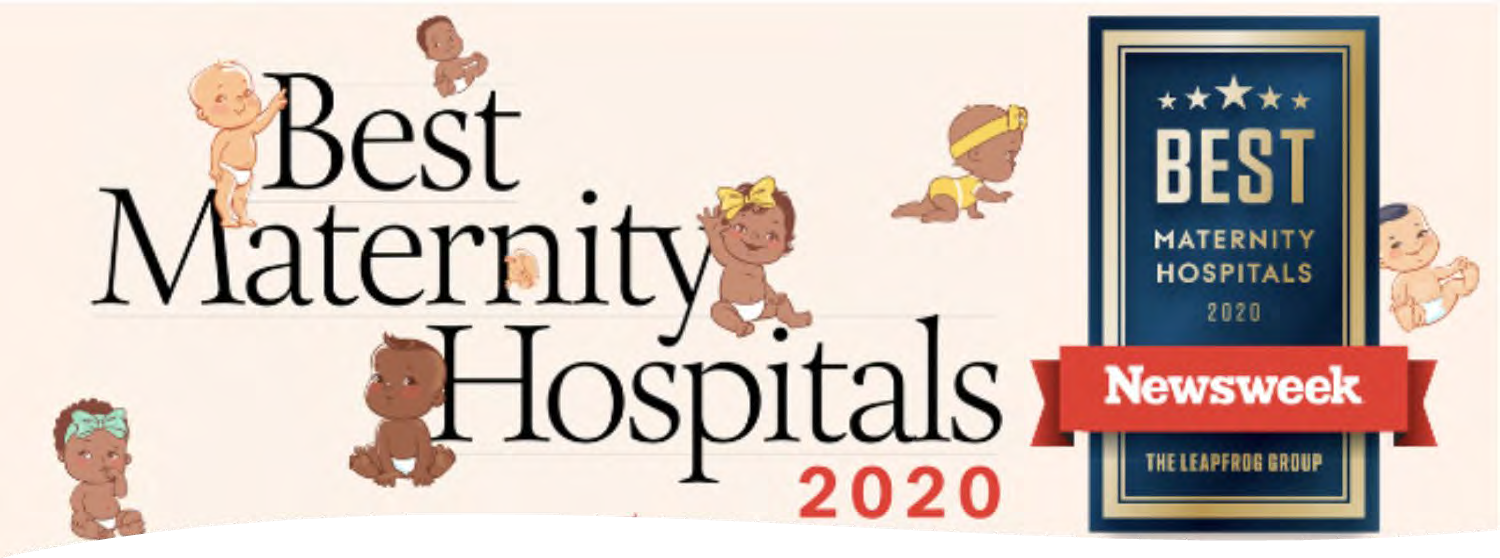 Best
Maternity
Hospitals
2020
BEST
MATERNITY
HOSPITALS
2020
Newsweek
THE LEAPFROG GROUP